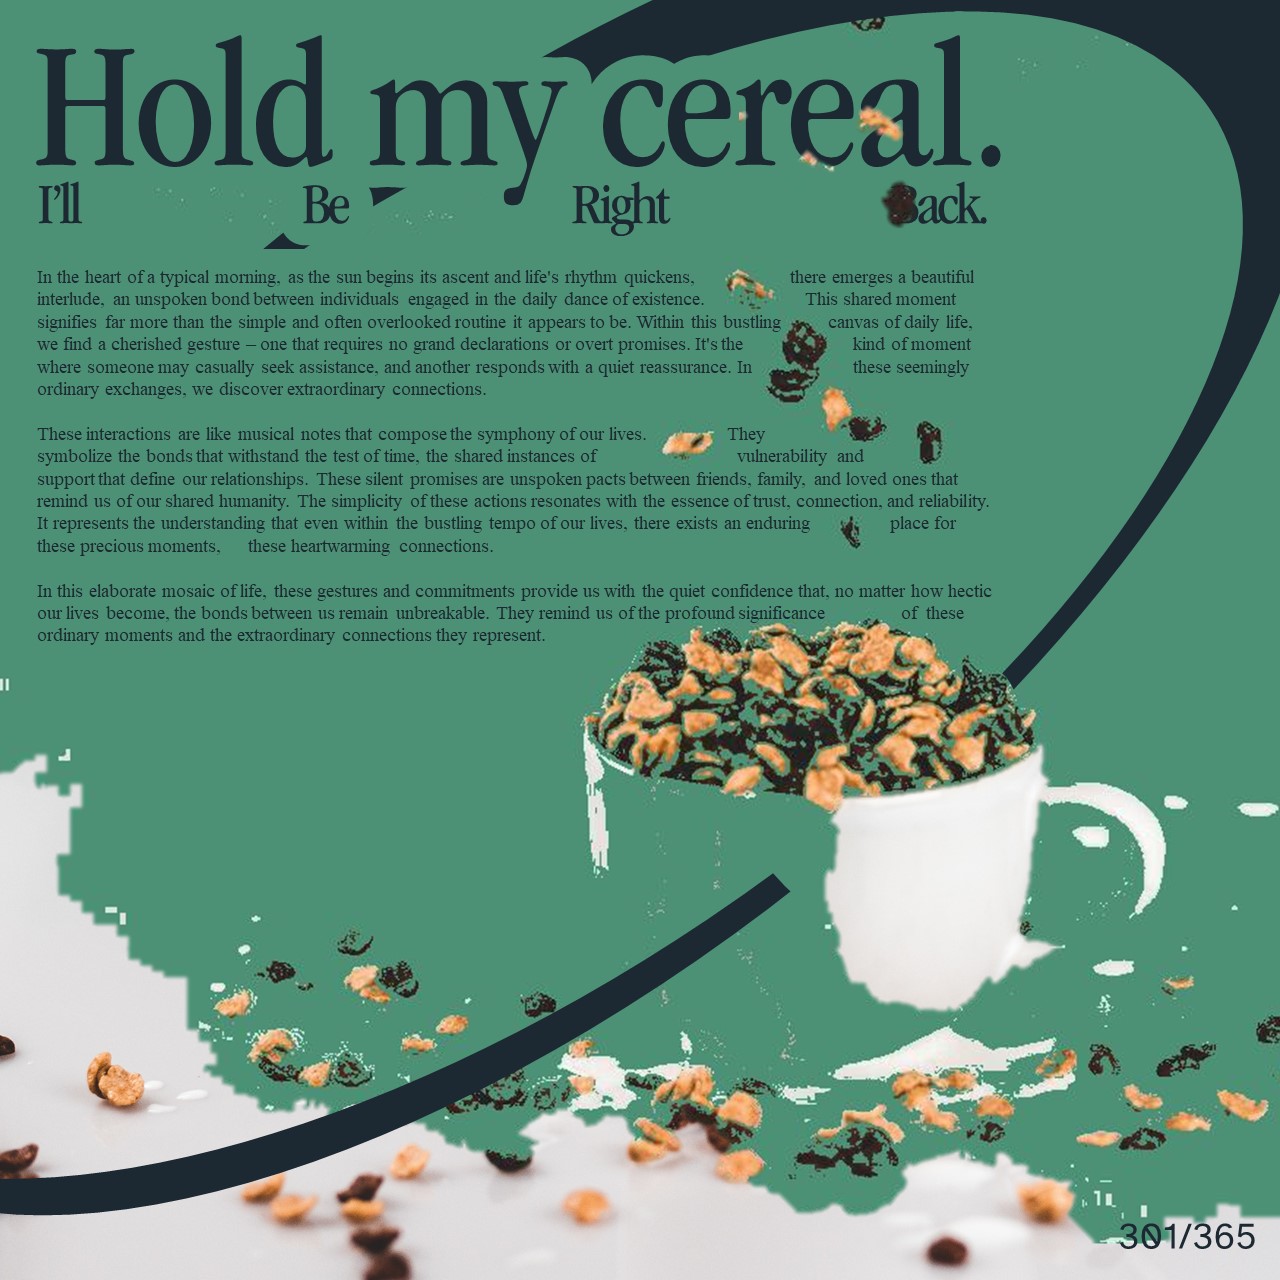 Hold my cereal.
I'll Be Right Back.
In the heart of a typical morning, as the sun begins its ascent and life's rhythm quickens, there emerges a beautiful
interlude, an unspoken bond between individuals engaged in the daily dance of existence. This shared moment
signifies far more than the simple and often overlooked routine it appears to be. Within this bustling canvas of daily life,
we find a cherished gesture – one that requires no grand declarations or overt promises. It's the kind of moment
where someone may casually seek assistance, and another responds with a quiet reassurance. In these seemingly
ordinary exchanges, we discover extraordinary connections.
These interactions are like musical notes that compose the symphony of our lives. They
symbolize the bonds that withstand the test of time, the shared instances of vulnerability and
support that define our relationships. These silent promises are unspoken pacts between friends, family, and loved ones that
remind us of our shared humanity. The simplicity of these actions resonates with the essence of trust, connection, and reliability.
It represents the understanding that even within the bustling tempo of our lives, there exists an enduring place for
these precious moments, these heartwarming connections.
In this elaborate mosaic of life, these gestures and commitments provide us with the quiet confidence that, no matter how hectic
our lives become, the bonds between us remain unbreakable. They remind us of the profound significance of these
ordinary moments and the extraordinary connections they represent.
301/365